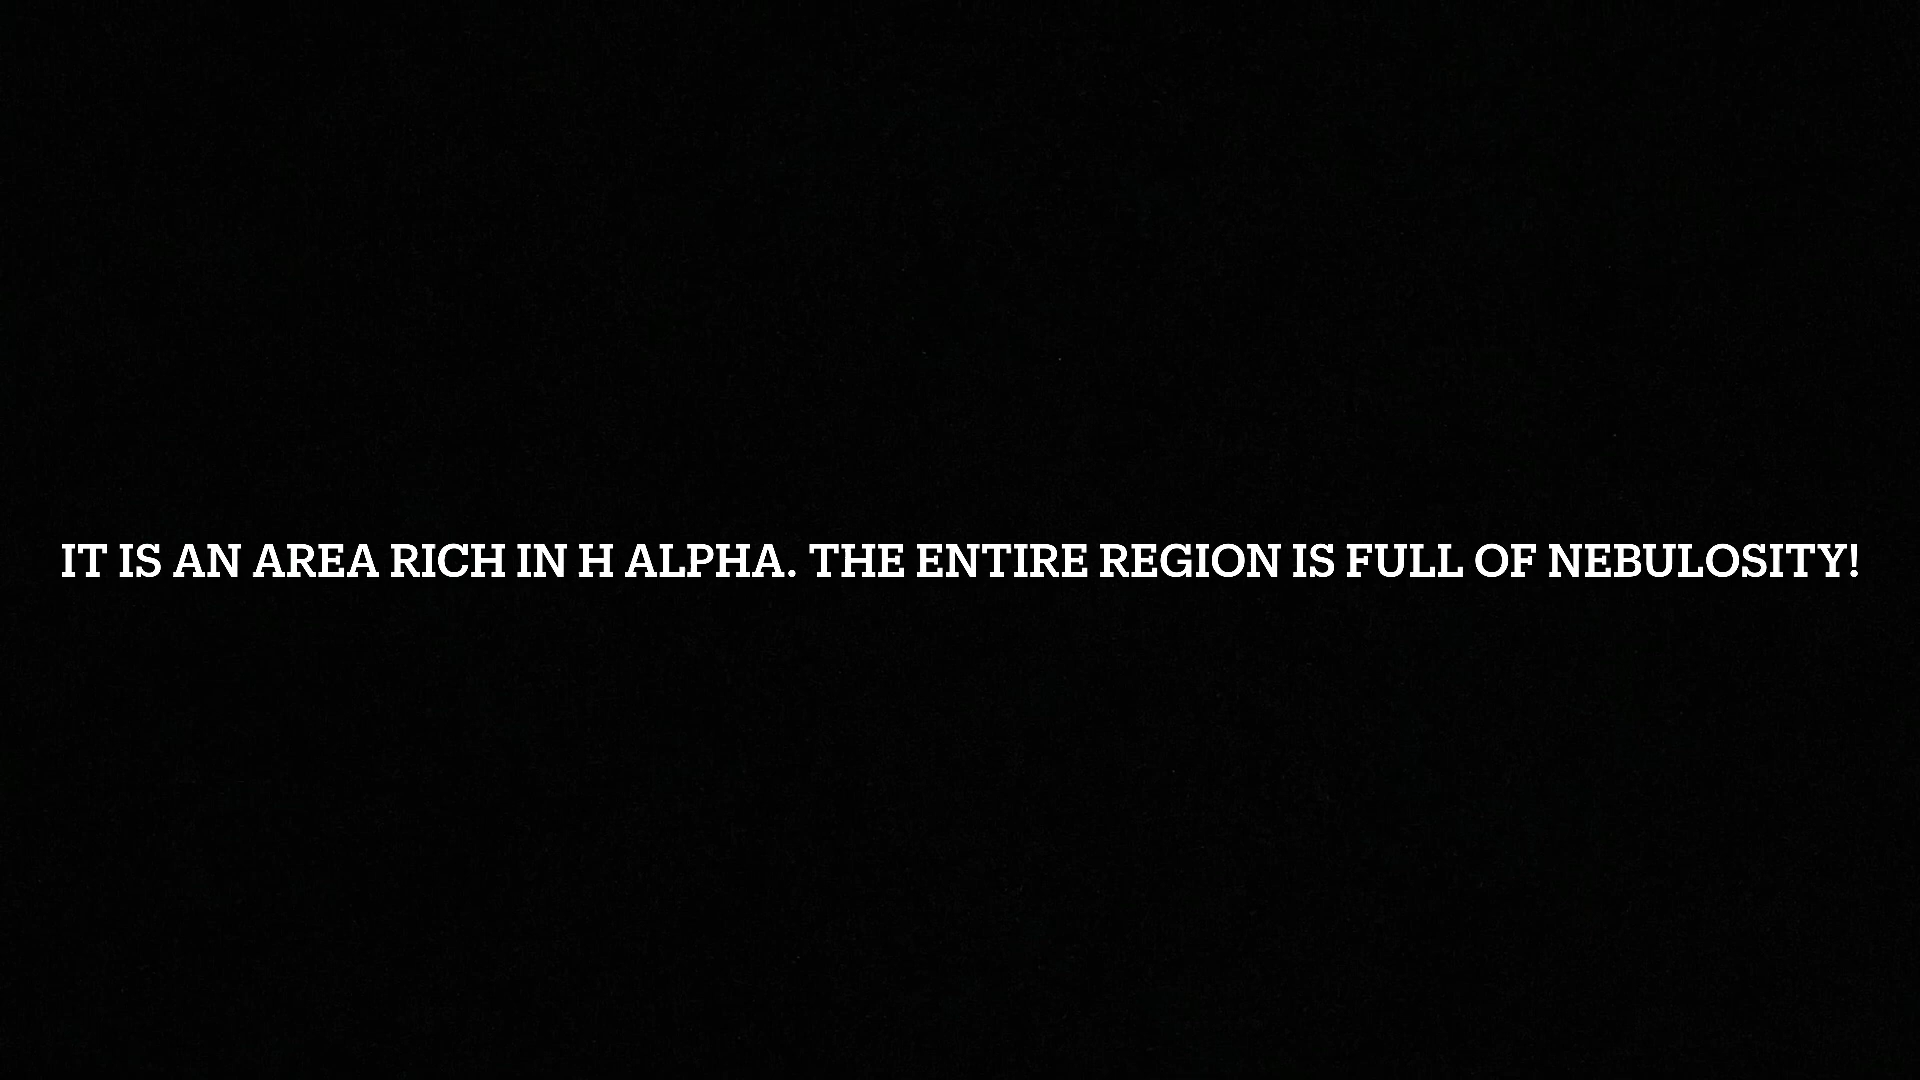 IT IS AN AREA RICH IN H ALPHA. THE ENTIRE REGION IS FULL OF NEBULOSITY!